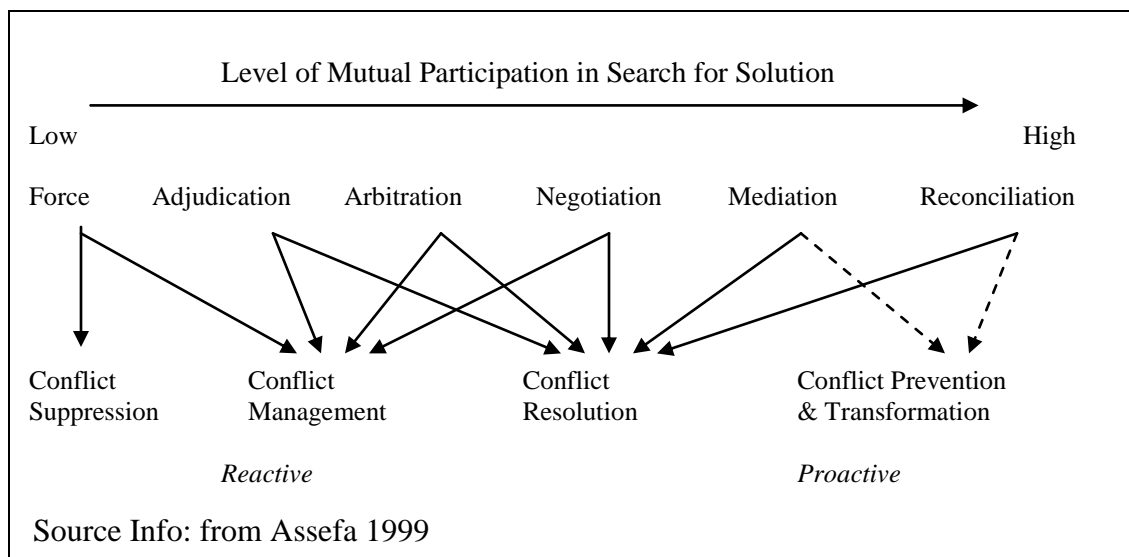 Level of Mutual Participation in Search for Solution
Low High
Force Adjudication Arbitration Negotiation Mediation Reconciliation
Conflict Conflict Conflict Conflict Prevention
Suppression Management Resolution & Transformation
Reactive Proactive
Source Info: from Assefa 1999